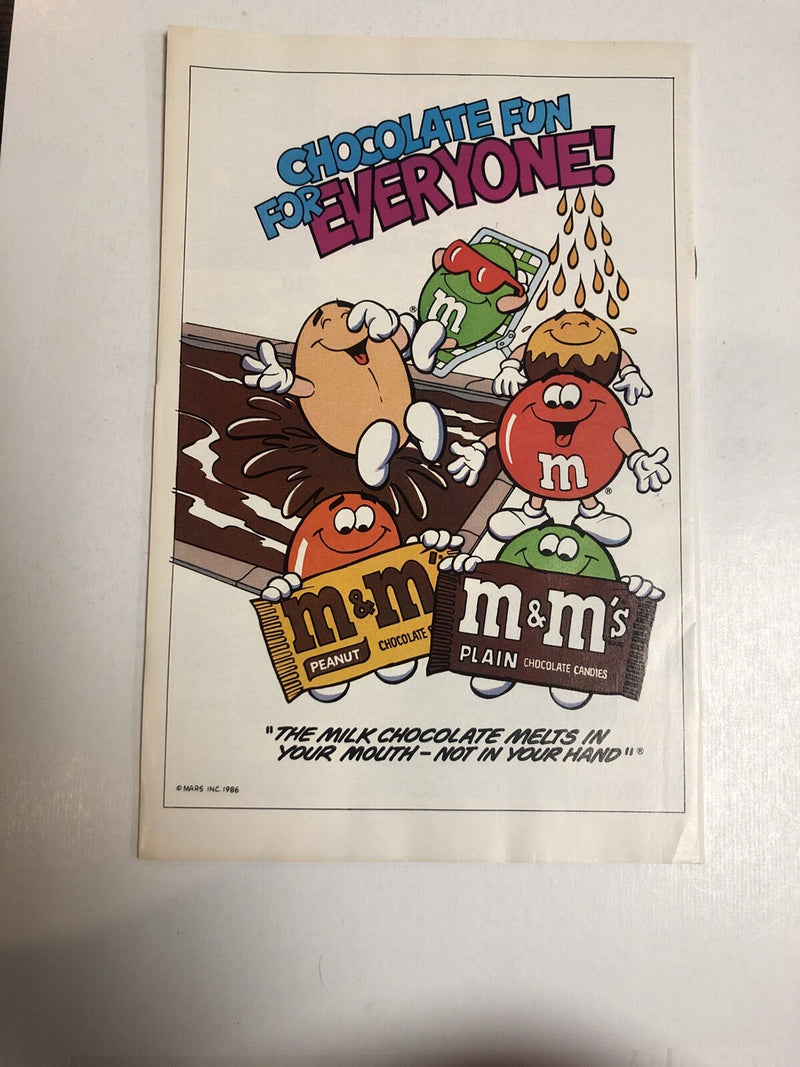 CHOCOLATE FUN
FOR EVERYONE!
m
®
m
®
m&m's
PEANUT
CHOCOLATE
m&m's
PLAIN CHOCOLATE CANDIES
"THE MILK CHOCOLATE MELTS IN
YOUR MOUTH - NOT IN YOUR HAND"®
© MARS INC. 1986